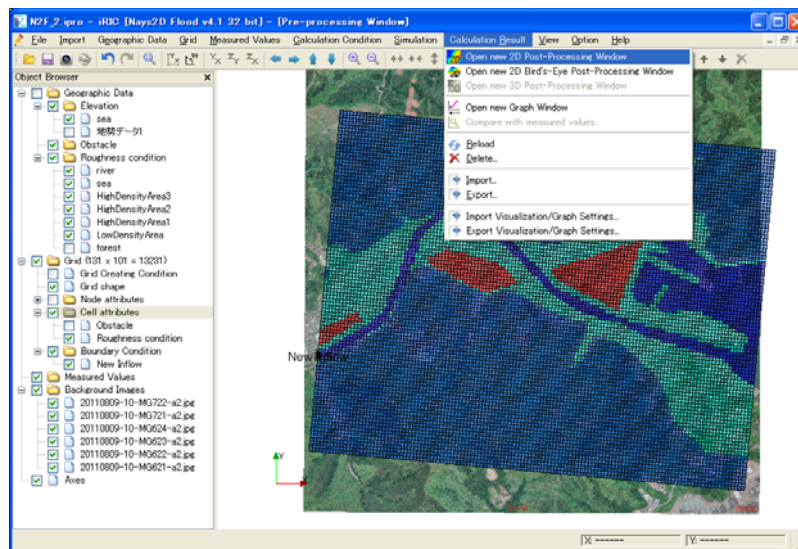 N2F_2.ipro - iRIC [Nays2D Flood v4.1 32 bit] - [Pre-processing Window]
File Import Geographic Data Grid Measured Values Calculation Condition Simulation Calculation Result View Option Help
Open new 2D Post-Processing Window
Open new 2D Bird's-Eye Post-Processing Window
Open new 3D Post-Processing Window
Open new Graph Window
Compare with measured values...
Reload
Delete...
Import...
Export...
Import Visualization/Graph Settings...
Export Visualization/Graph Settings...
Object Browser
Geographic Data
Elevation
sea
地勢データ1
Obstacle
Roughness condition
river
sea
HighDensityArea3
HighDensityArea2
HighDensityArea1
LowDensityArea
forest
Grid (131 x 101 = 13231)
Grid Creating Condition
Grid shape
Node attributes
Cell attributes
Obstacle
Roughness condition
Boundary Condition
New Inflow
Measured Values
Background Images
20110809-10-MG722-a2.jpg
20110809-10-MG721-a2.jpg
20110809-10-MG624-a2.jpg
20110809-10-MG623-a2.jpg
20110809-10-MG622-a2.jpg
20110809-10-MG621-a2.jpg
Axes
New Inflow
Y
X: ------
Y: ------